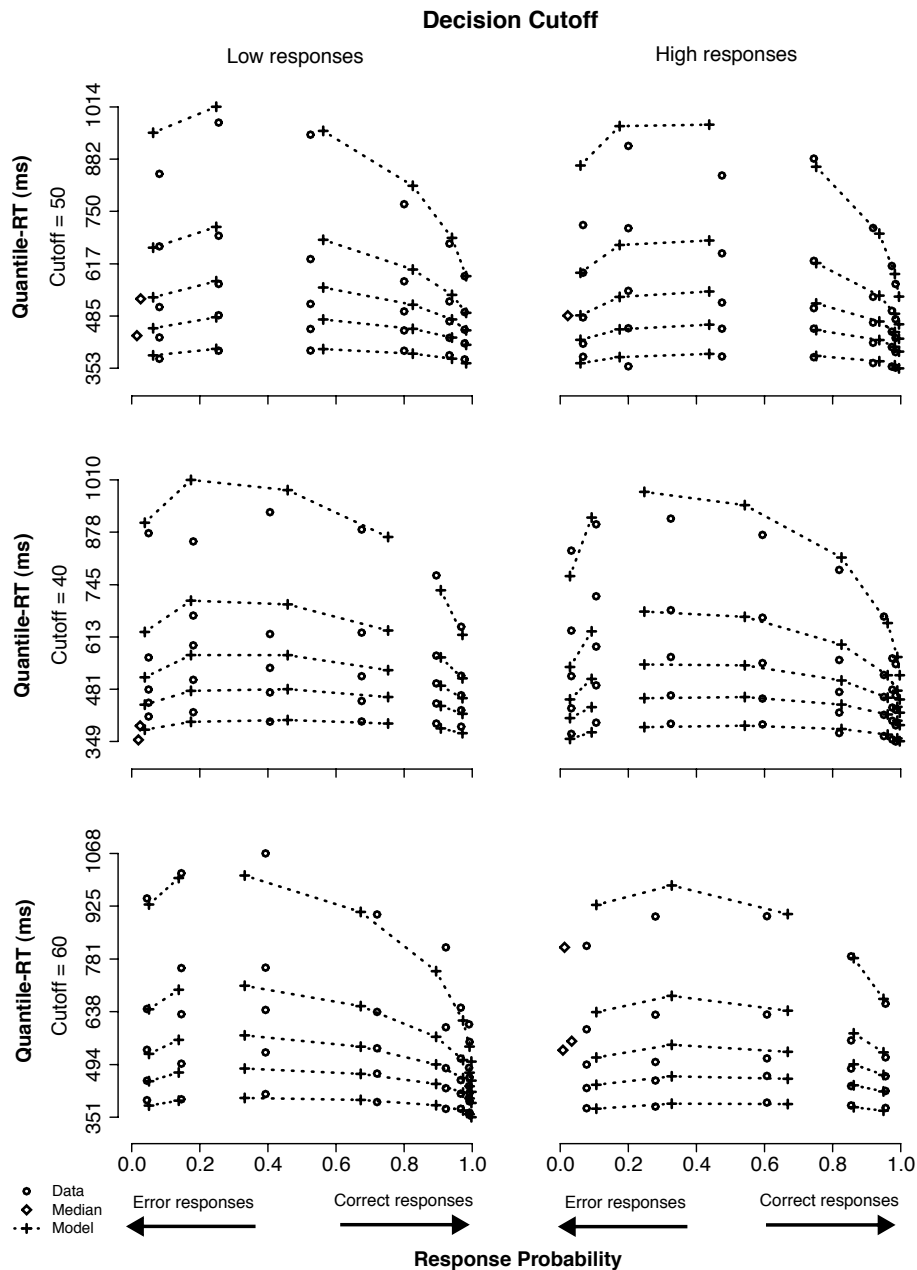 Decision Cutoff
Low responses
High responses
Quantile-RT (ms)
Cutoff = 50
1014
882
750
617
485
353
Quantile-RT (ms)
Cutoff = 40
1010
878
745
613
481
349
Quantile-RT (ms)
Cutoff = 60
1068
925
781
638
494
351
0.0 0.2 0.4 0.6 0.8 1.0
0.0 0.2 0.4 0.6 0.8 1.0
Data
Median
Model
Error responses
Correct responses
Error responses
Correct responses
Response Probability